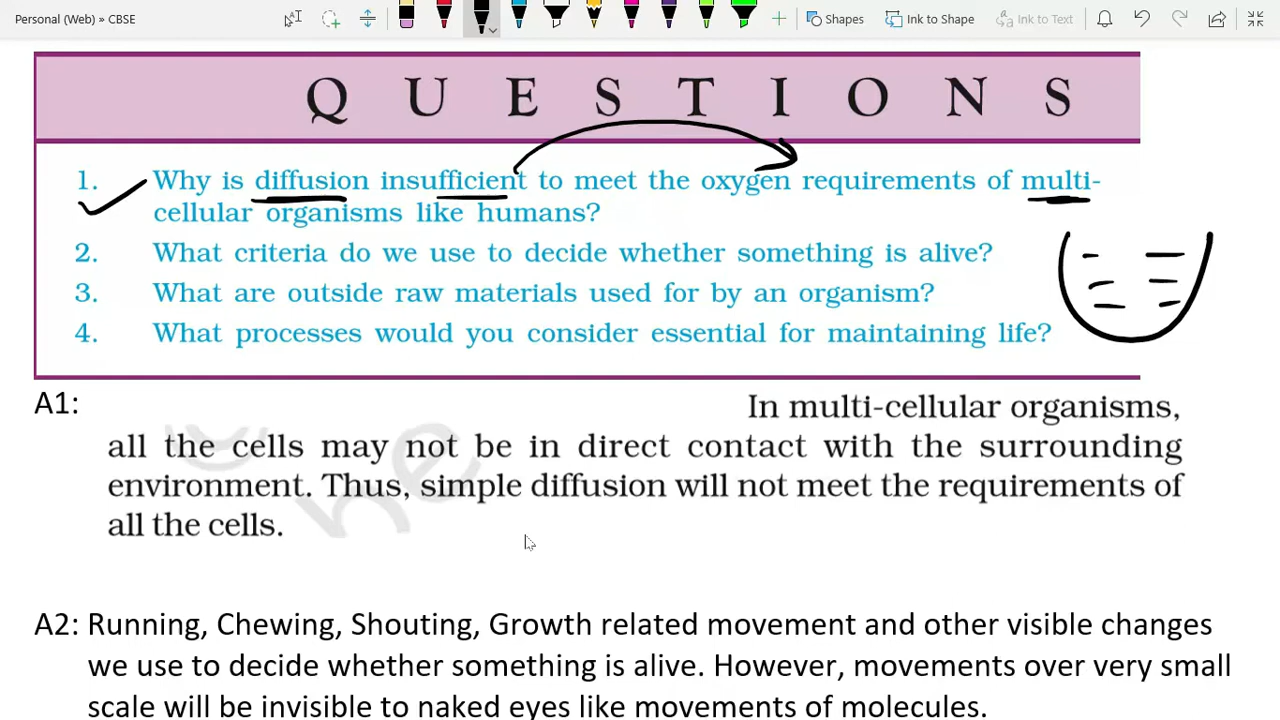 Personal (Web) » CBSE
Shapes
Ink to Shape
Ink to Text
QUESTIONS
1. Why is diffusion insufficient to meet the oxygen requirements of multi-
cellular organisms like humans?
2. What criteria do we use to decide whether something is alive?
3. What are outside raw materials used for by an organism?
4. What processes would you consider essential for maintaining life?
A1: In multi-cellular organisms,
all the cells may not be in direct contact with the surrounding
environment. Thus, simple diffusion will not meet the requirements of
all the cells.
A2: Running, Chewing, Shouting, Growth related movement and other visible changes
we use to decide whether something is alive. However, movements over very small
scale will be invisible to naked eyes like movements of molecules.